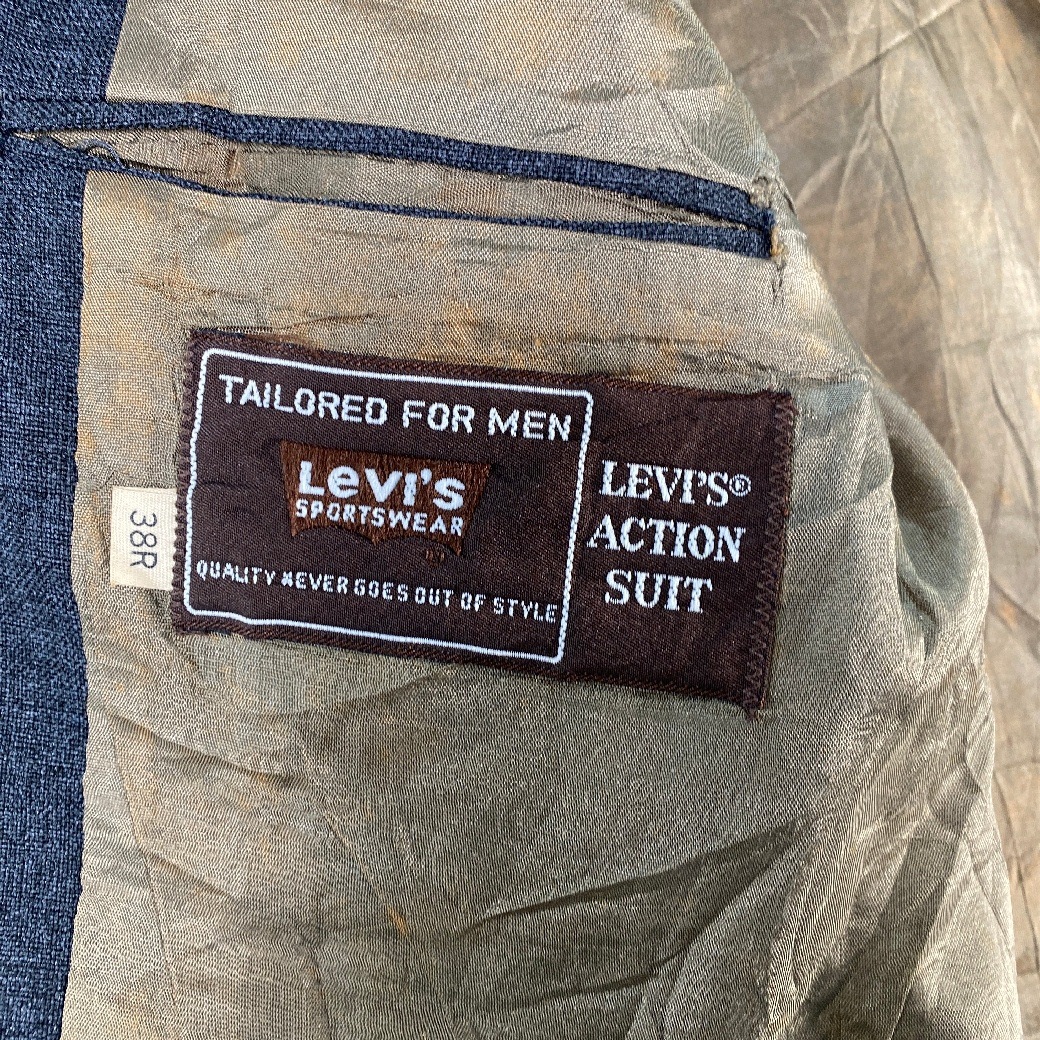 TAILORED FOR MEN
Levi's
SPORTSWEAR
QUALITY NEVER GOES OUT OF STYLE
LEVI'S®
ACTION
SUIT
38R